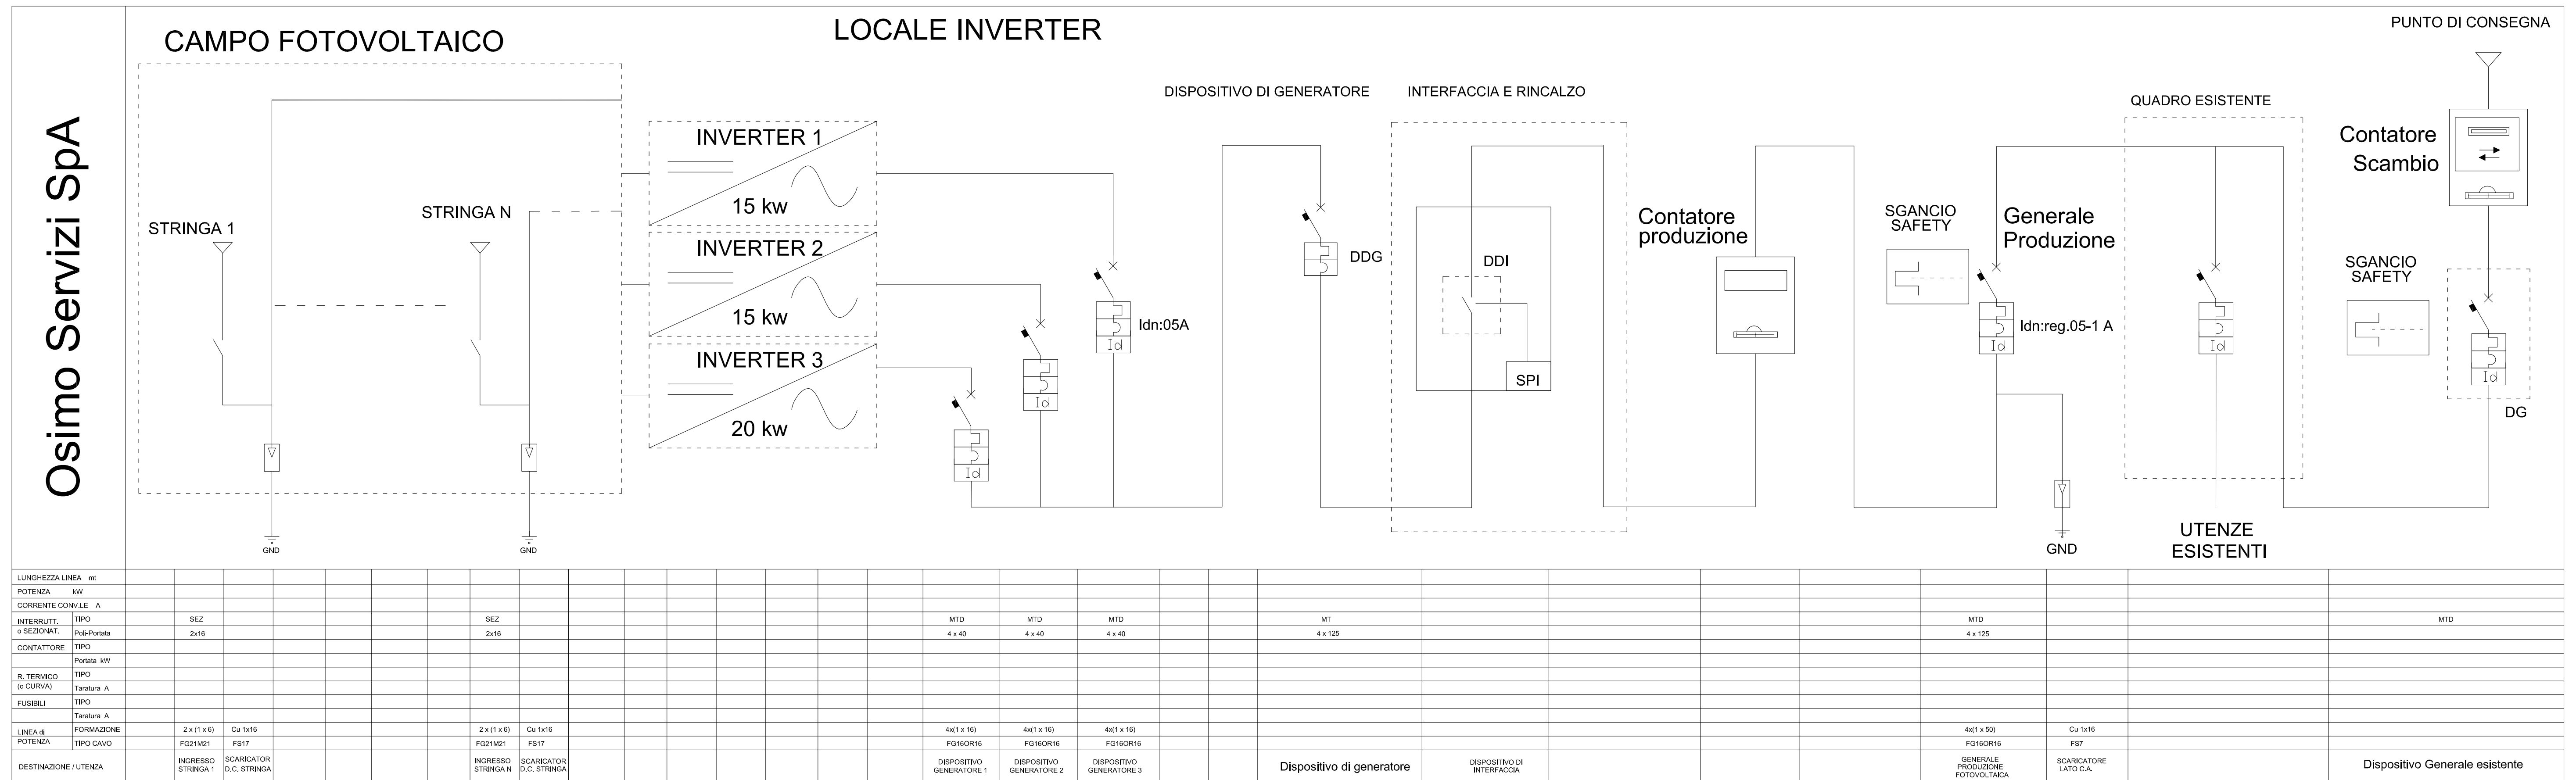 Osimo Servizi SpA
CAMPO FOTOVOLTAICO
LOCALE INVERTER
PUNTO DI CONSEGNA
DISPOSITIVO DI GENERATORE
INTERFACCIA E RINCALZO
QUADRO ESISTENTE
STRINGA 1
STRINGA N
INVERTER 1
15 kw
INVERTER 2
15 kw
INVERTER 3
20 kw
Id
Id
Id
Idn:05A
DDG
DDI
SPI
Contatore
produzione
SGANCIO
SAFETY
Generale
Produzione
Id
Idn:reg.05-1 A
Id
Contatore
Scambio
SGANCIO
SAFETY
Id
DG
GND
GND
GND
UTENZE
ESISTENTI
LUNGHEZZA LINEA mt
POTENZA kW
CORRENTE CONV.LE A
INTERRUTT.
o SEZIONAT.
TIPO SEZ SEZ MTD MTD MTD MT MTD MTD
Poli-Portata 2x16 2x16 4 x 40 4 x 40 4 x 40 4 x 125 4 x 125
CONTATTORE TIPO
Portata kW
R. TERMICO
(o CURVA)
TIPO
Taratura A
FUSIBILI TIPO
Taratura A
LINEA di
POTENZA
FORMAZIONE 2 x (1 x 6) Cu 1x16 2 x (1 x 6) Cu 1x16 4x(1 x 16) 4x(1 x 16) 4x(1 x 16) 4x(1 x 50) Cu 1x16
TIPO CAVO FG21M21 FS17 FG21M21 FS17 FG16OR16 FG16OR16 FG16OR16 FG16OR16 FS7
DESTINAZIONE / UTENZA
INGRESSO
STRINGA 1
SCARICATOR
D.C. STRINGA
INGRESSO
STRINGA N
SCARICATOR
D.C. STRINGA
DISPOSITIVO
GENERATORE 1
DISPOSITIVO
GENERATORE 2
DISPOSITIVO
GENERATORE 3
Dispositivo di generatore
DISPOSITIVO DI
INTERFACCIA
GENERALE
PRODUZIONE
FOTOVOLTAICA
SCARICATORE
LATO C.A.
Dispositivo Generale esistente